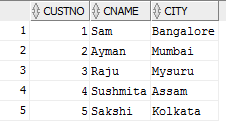 CUSTNO CNAME CITY
1 1 Sam Bangalore
2 2 Ayman Mumbai
3 3 Raju Mysuru
4 4 Sushmita Assam
5 5 Sakshi Kolkata